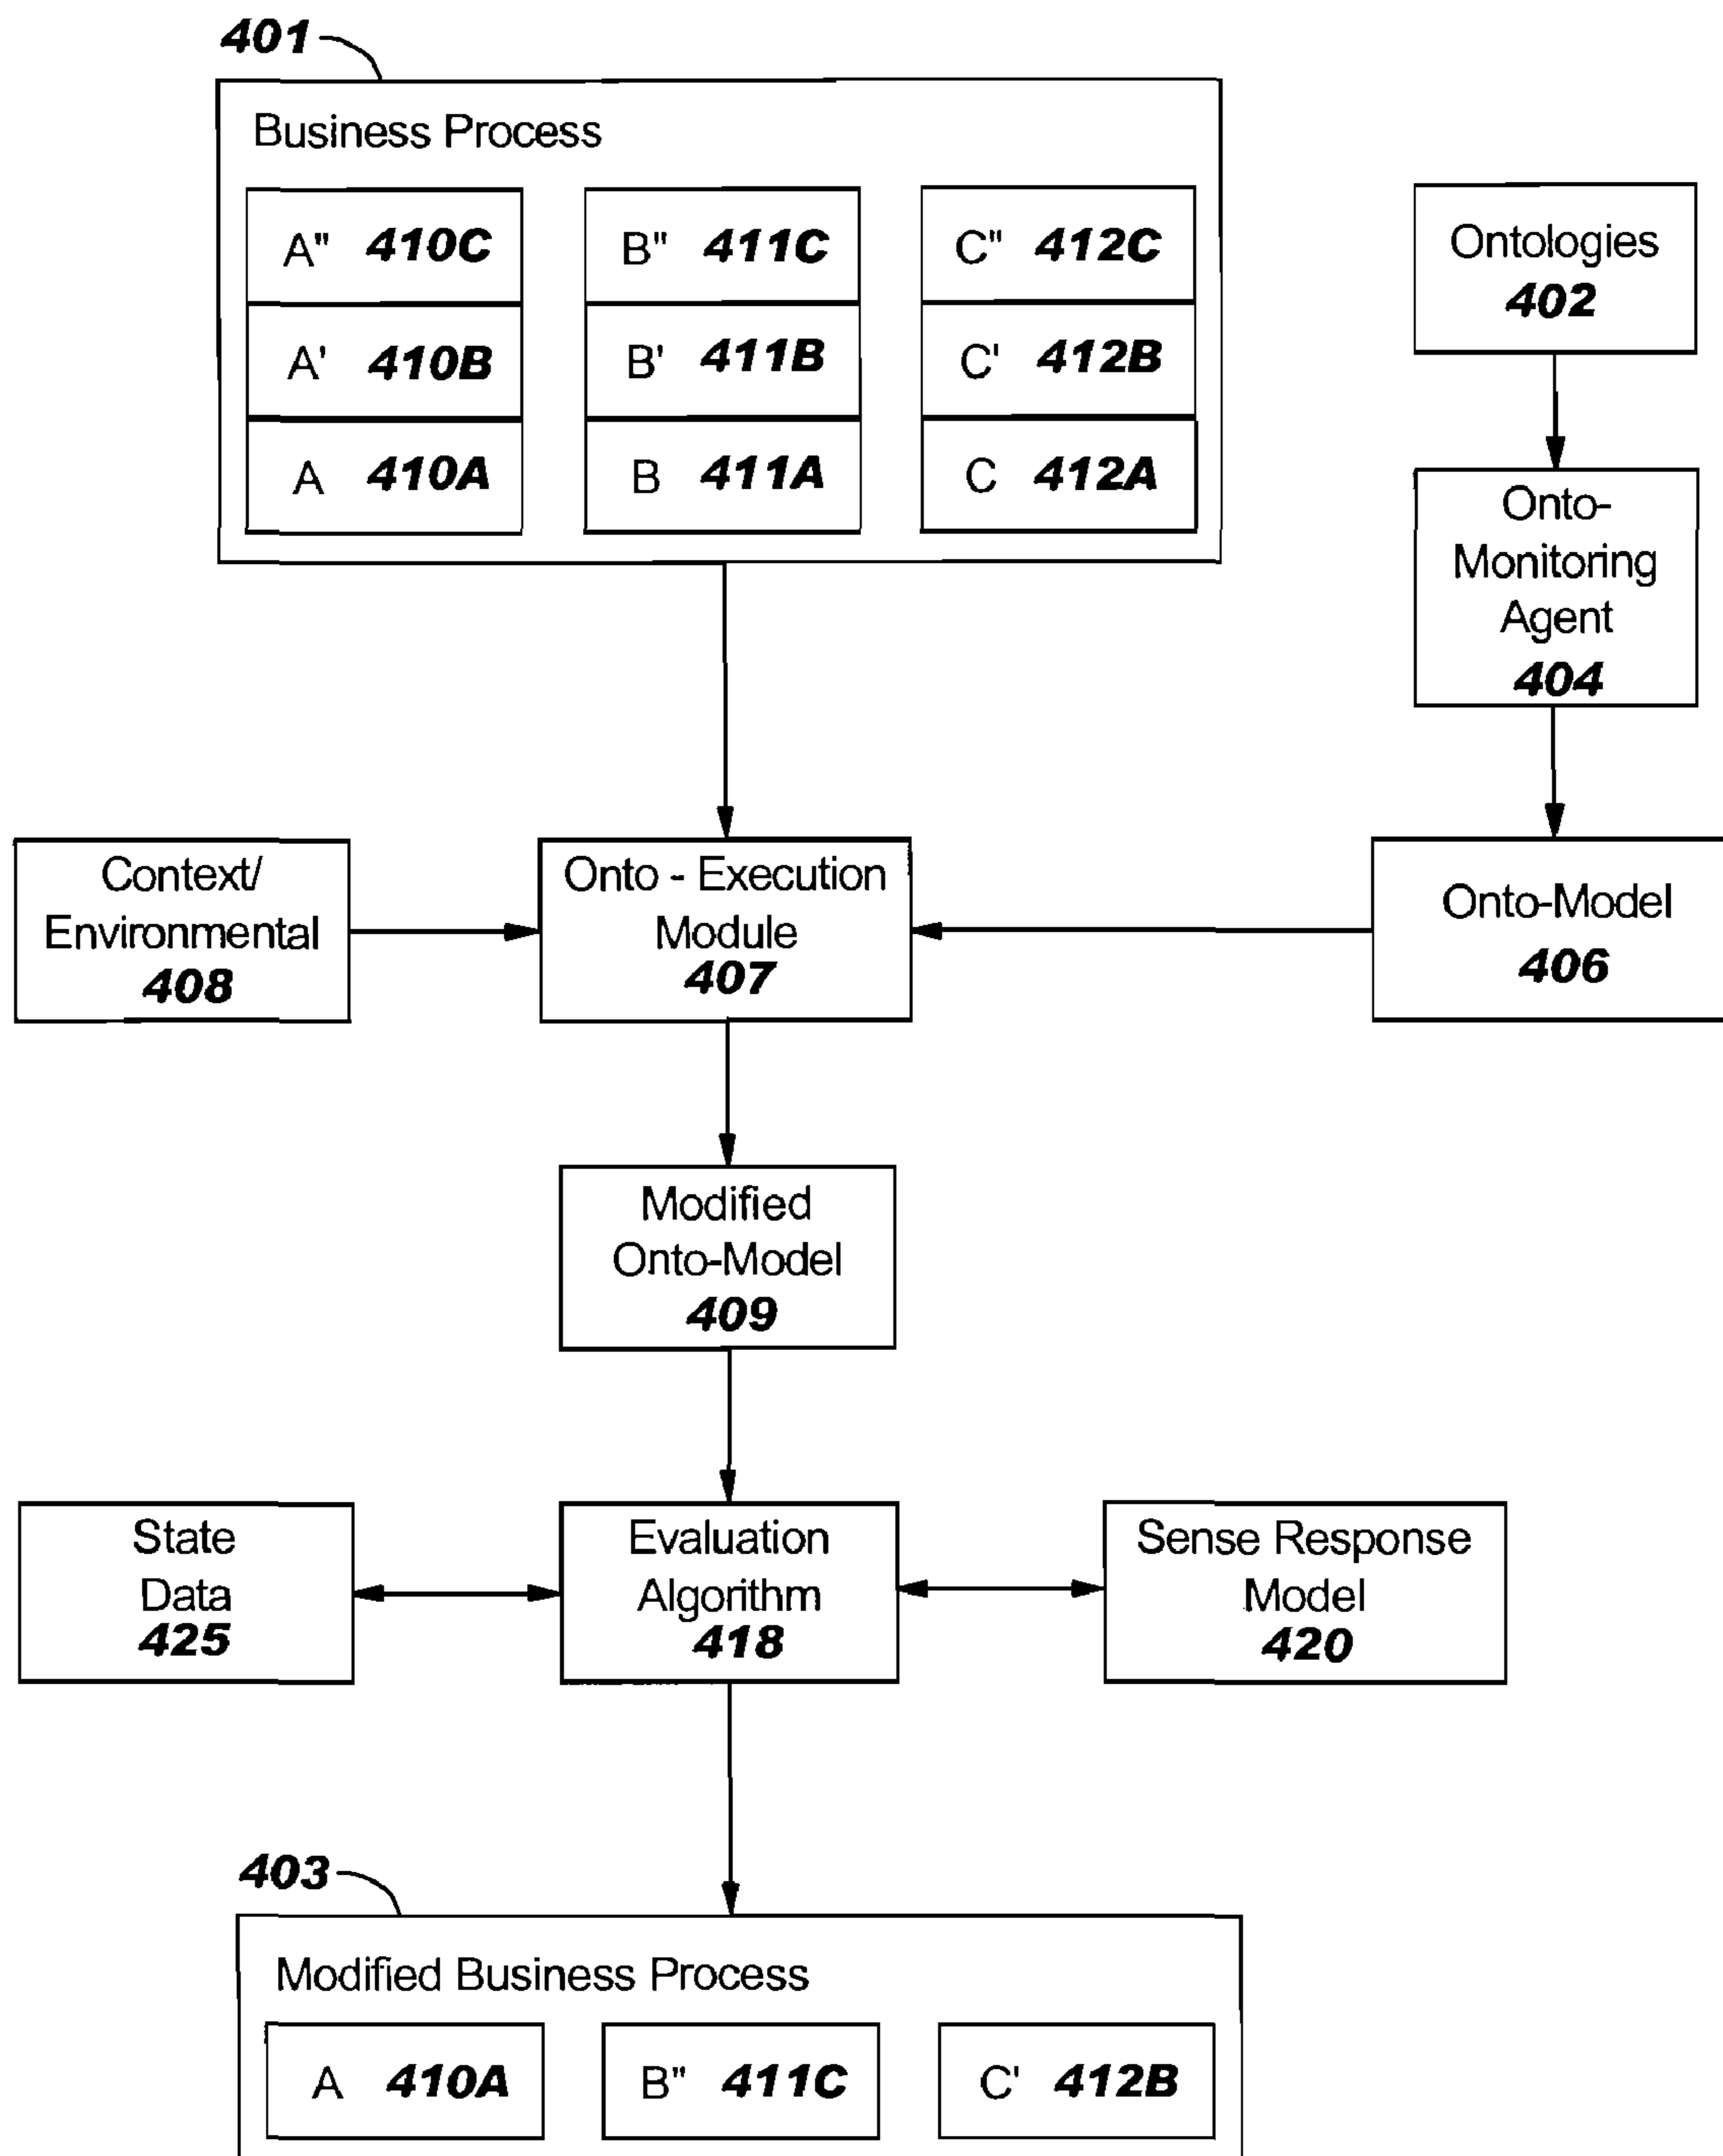 401
Business Process
A" 410C B" 411C C" 412C
A' 410B B' 411B C' 412B
A 410A B 411A C 412A
Ontologies
402
Onto-
Monitoring
Agent
404
Context/
Environmental
408
Onto - Execution
Module
407
Onto-Model
406
Modified
Onto-Model
409
State
Data
425
Evaluation
Algorithm
418
Sense Response
Model
420
403
Modified Business Process
A 410A B" 411C C' 412B